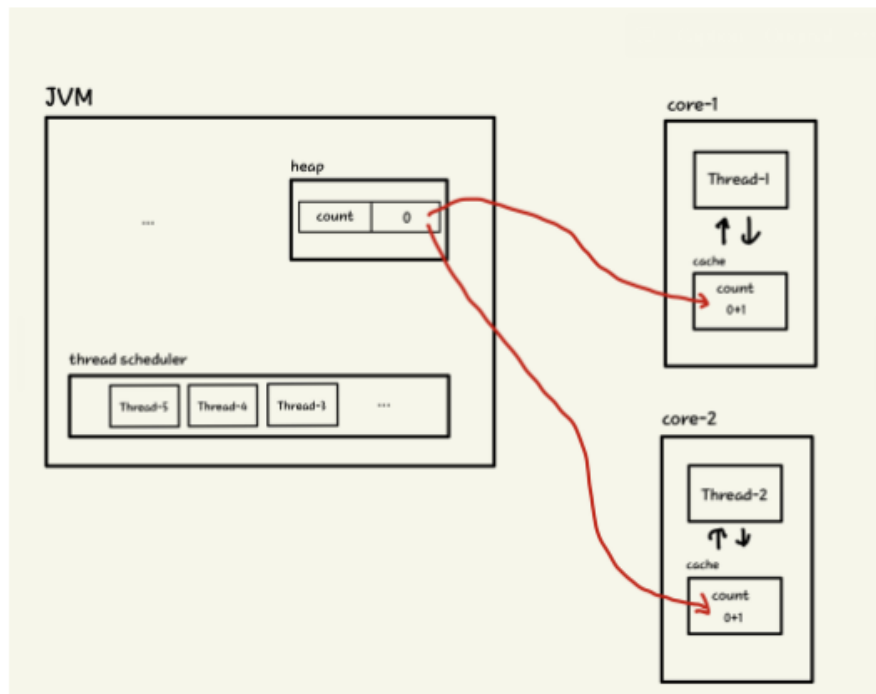 JVM
heap
count 0
...
thread scheduler
Thread-5 Thread-4 Thread-3 ...
core-1
Thread-1
cache
count
0+1
core-2
Thread-2
cache
count
0+1